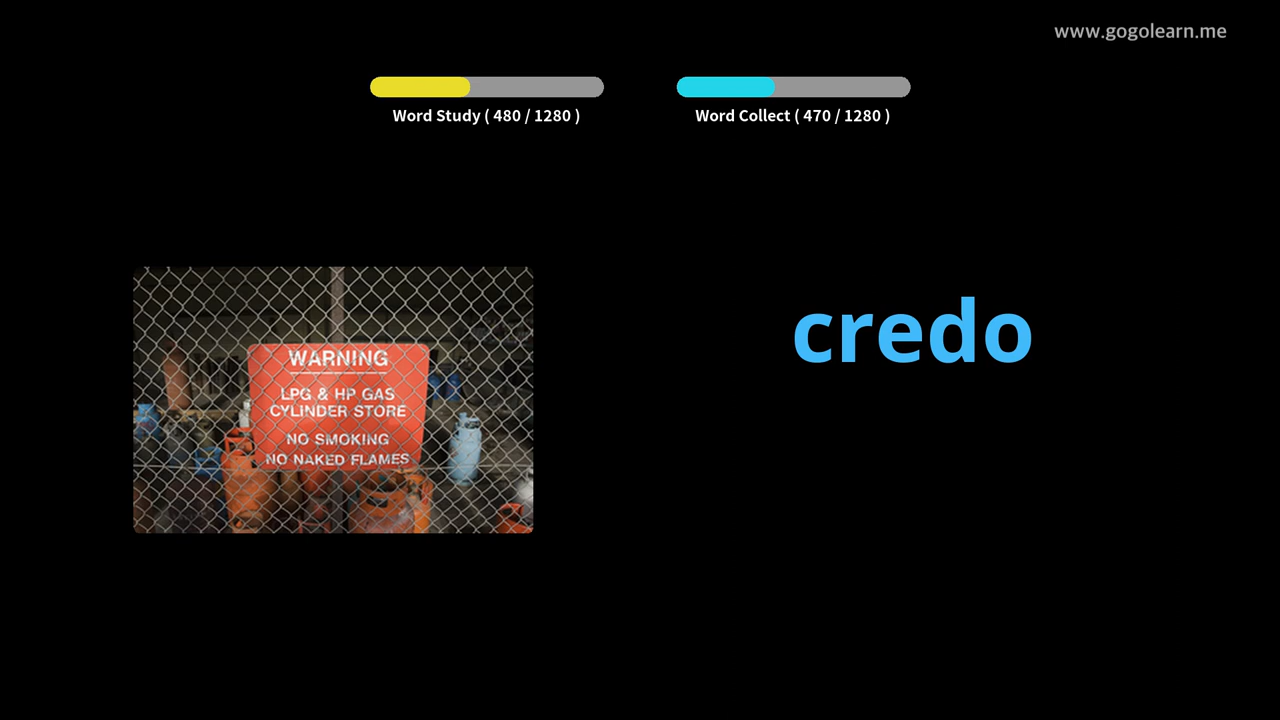 www.gogolearn.me
Word Study ( 480 / 1280 )
Word Collect ( 470 / 1280 )
credo
WARNING
LPG & HP GAS
CYLINDER STORE
NO SMOKING
NO NAKED FLAMES